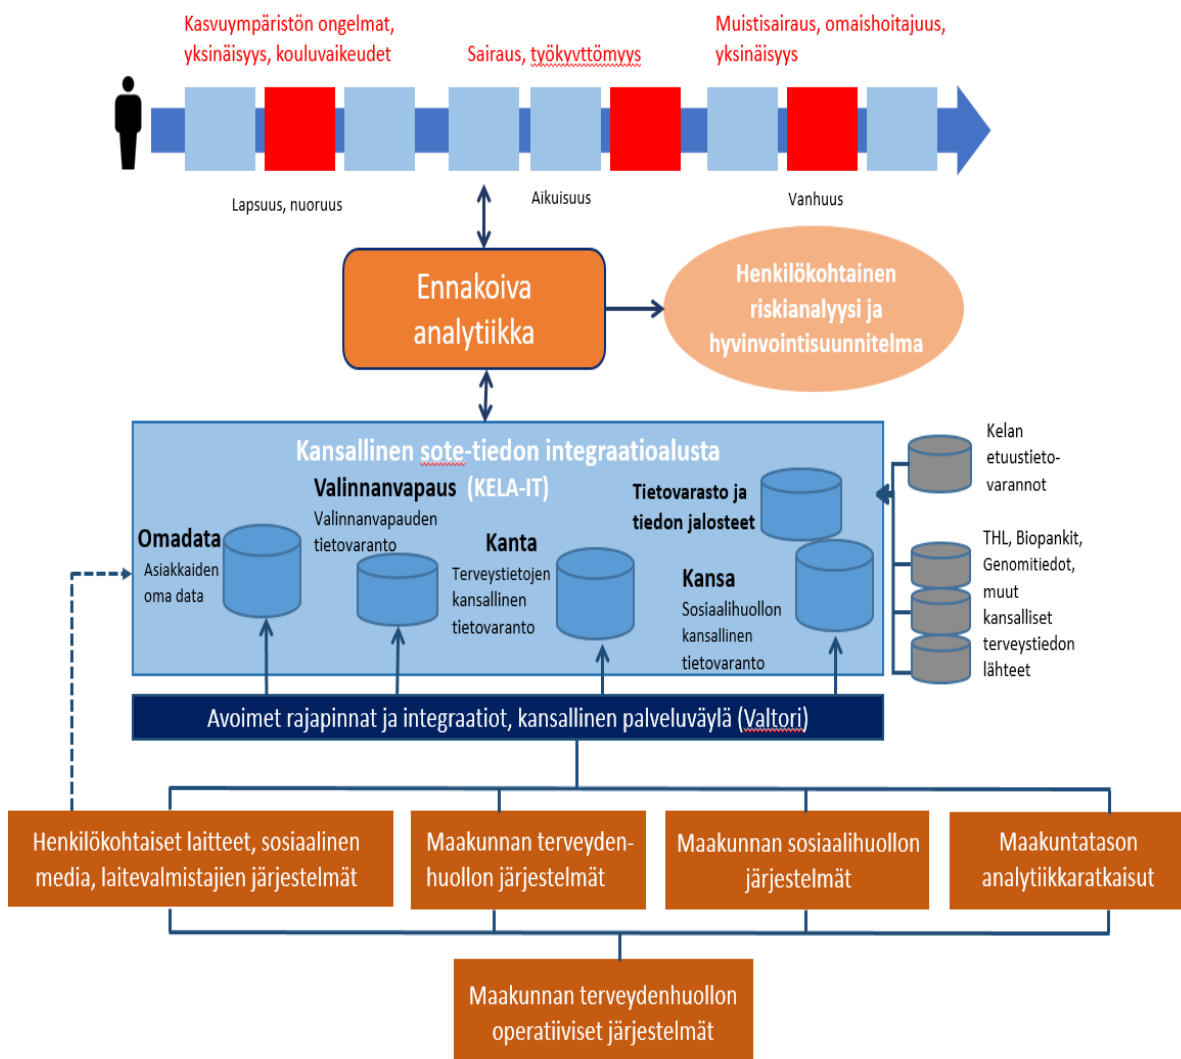 Kasvuympäristön ongelmat,
yksinäisyys, kouluvaikeudet
Sairaus, työkyvttömyys
Muistisairaus, omaishoitajuus,
yksinäisyys
Lapsuus, nuoruus
Aikuisuus
Vanhuus
Ennakoiva
analytiikka
Henkilökohtainen
riskianalyysi ja
hyvinvointisuunnitelma
Kansallinen sote-tiedon integraatioalusta
(KELA-IT)
Valinnanvapaus
Valinnanvapauden
tietovaranto
Omadata
Asiakkaiden
oma data
Kanta
Terveystietojen
kansallinen
tietovaranto
Tietovarasto ja
tiedon jalosteet
Kansa
Sosiaalihuollon
kansallinen
tietovaranto
Kelan
etuustieto-
varannot
THL, Biopankit,
Genomitiedot,
muut
kansalliset
terveystiedon
lähteet
Avoimet rajapinnat ja integraatiot, kansallinen palveluväylä (Valtori)
Henkilökohtaiset laitteet, sosiaalinen
media, laitevalmistajien järjestelmät
Maakunnan terveyden-
huollon järjestelmät
Maakunnan sosiaalihuollon
järjestelmät
Maakuntatason
analytiikkaratkaisut
Maakunnan terveydenhuollon
operatiiviset järjestelmät